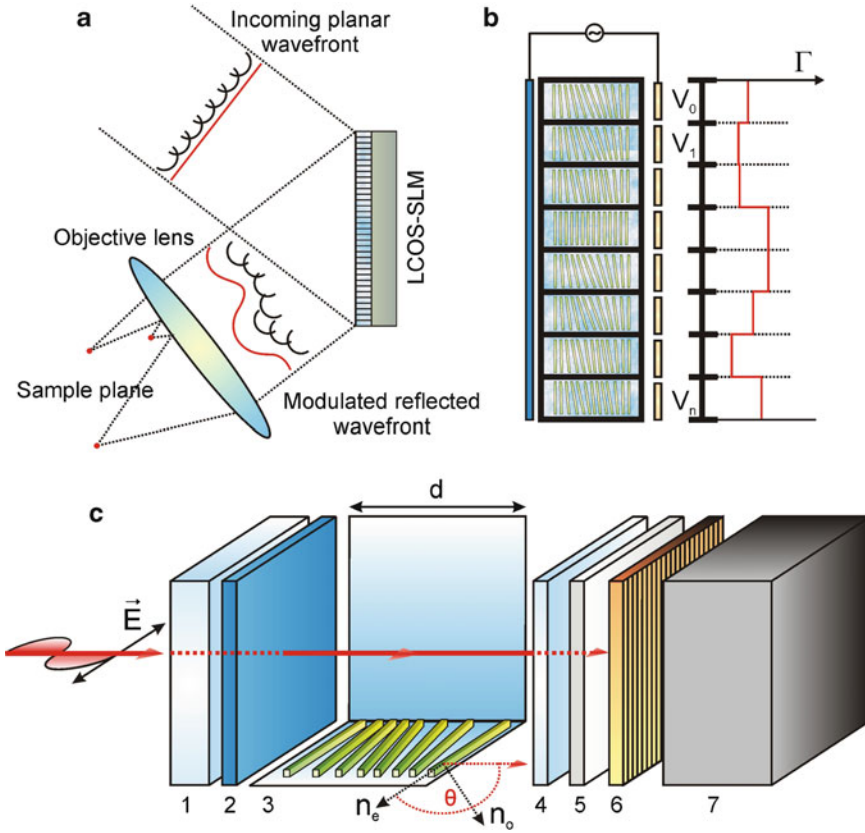 a
Incoming planar
wavefront
Objective lens
LCOS-SLM
Sample plane
Modulated reflected
wavefront
b
Γ
V0
V1
Vn
c
d
E⃗
θ
ne
no
1 2 3 4 5 6 7